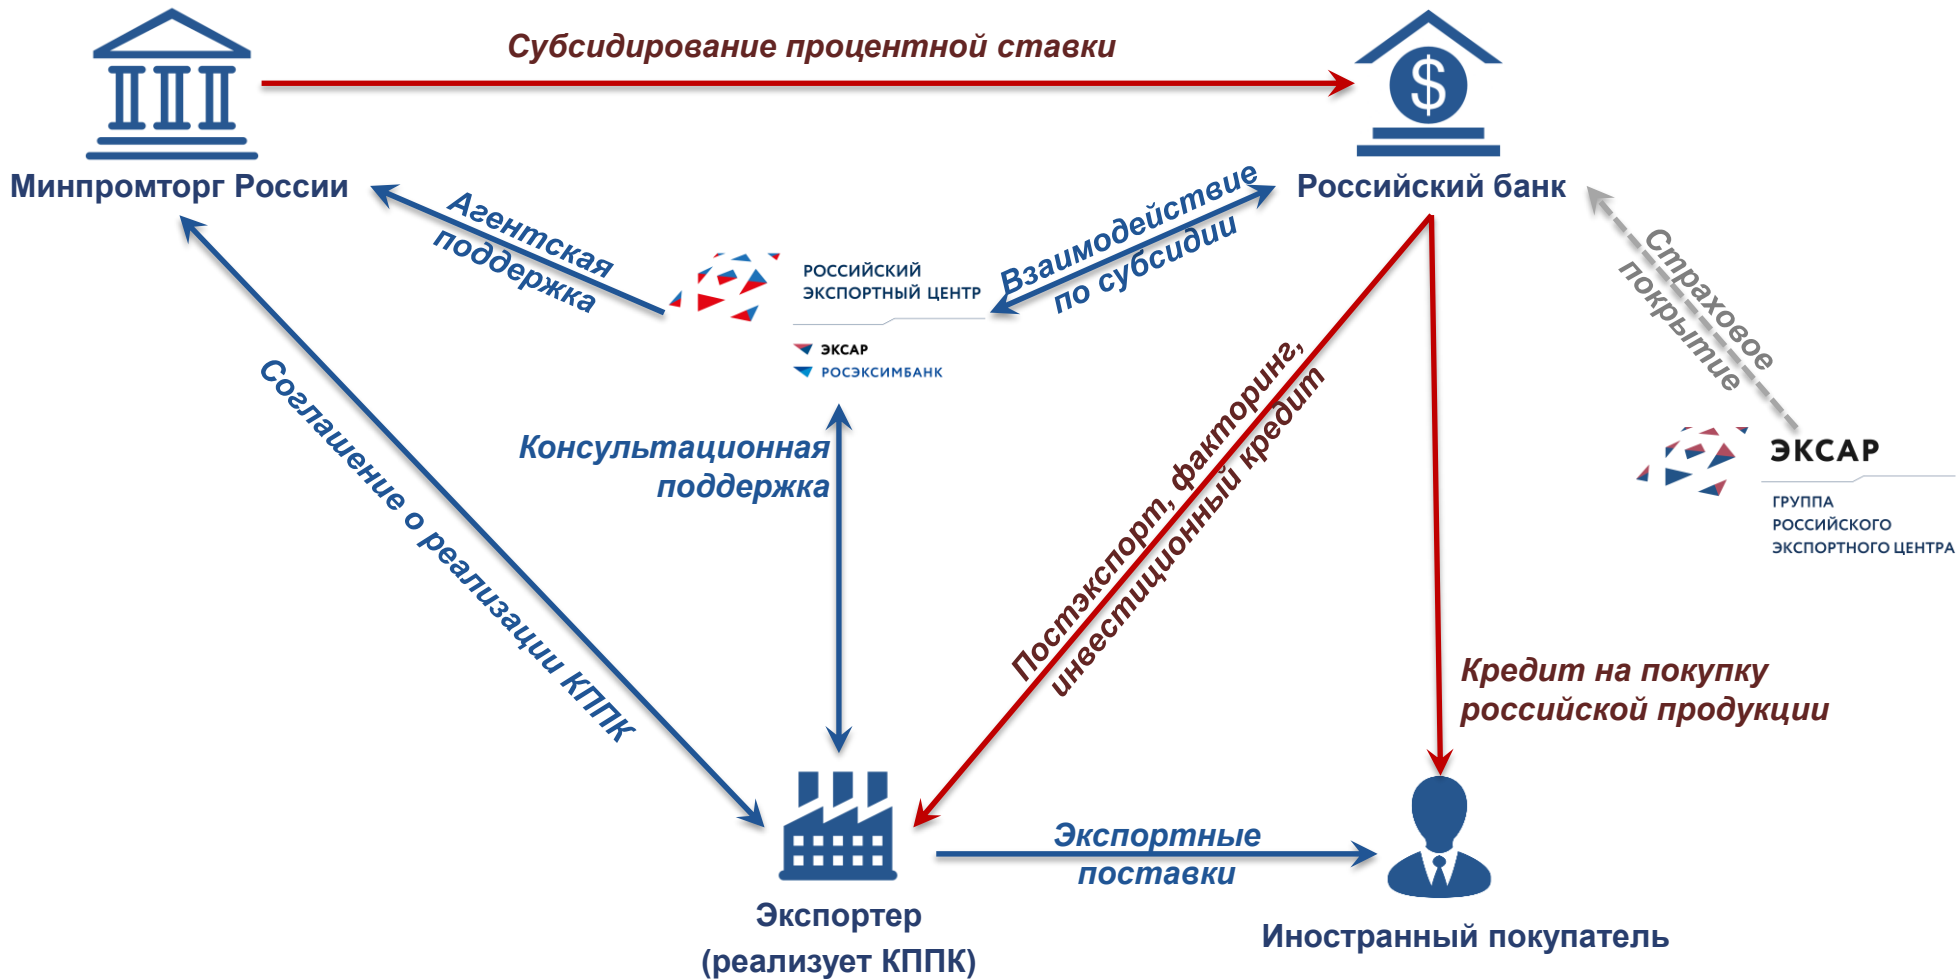 Субсидирование процентной ставки
$
Минпромторг России
Российский банк
Агентская
поддержка
РОССИЙСКИЙ
ЭКСПОРТНЫЙ ЦЕНТР
ЭКСАР
РОСЭКСИМБАНК
Взаимодействие
по субсидии
Страховое
покрытие
Соглашение о реализации КППК
Консультационная
поддержка
Постэкспорт, факторинг,
инвестиционный кредит
ЭКСАР
ГРУППА
РОССИЙСКОГО
ЭКСПОРТНОГО ЦЕНТРА
Кредит на покупку
российской продукции
Экспортные
поставки
Экспортер
(реализует КППК)
Иностранный покупатель